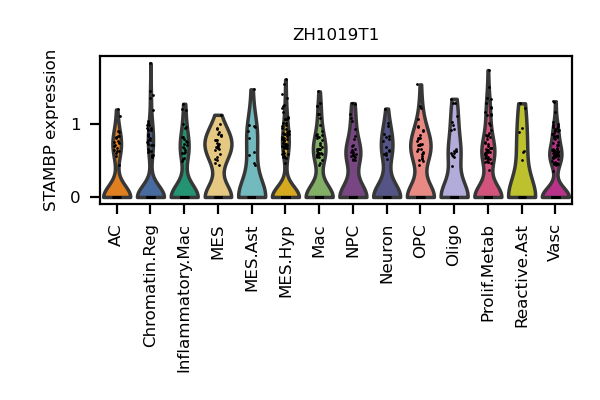 ZH1019T1
STAMBP expression
1
0
AC
Chromatin.Reg
Inflammatory.Mac
MES
MES.Ast
MES.Hyp
Mac
NPC
Neuron
OPC
Oligo
Prolif.Metab
Reactive.Ast
Vasc